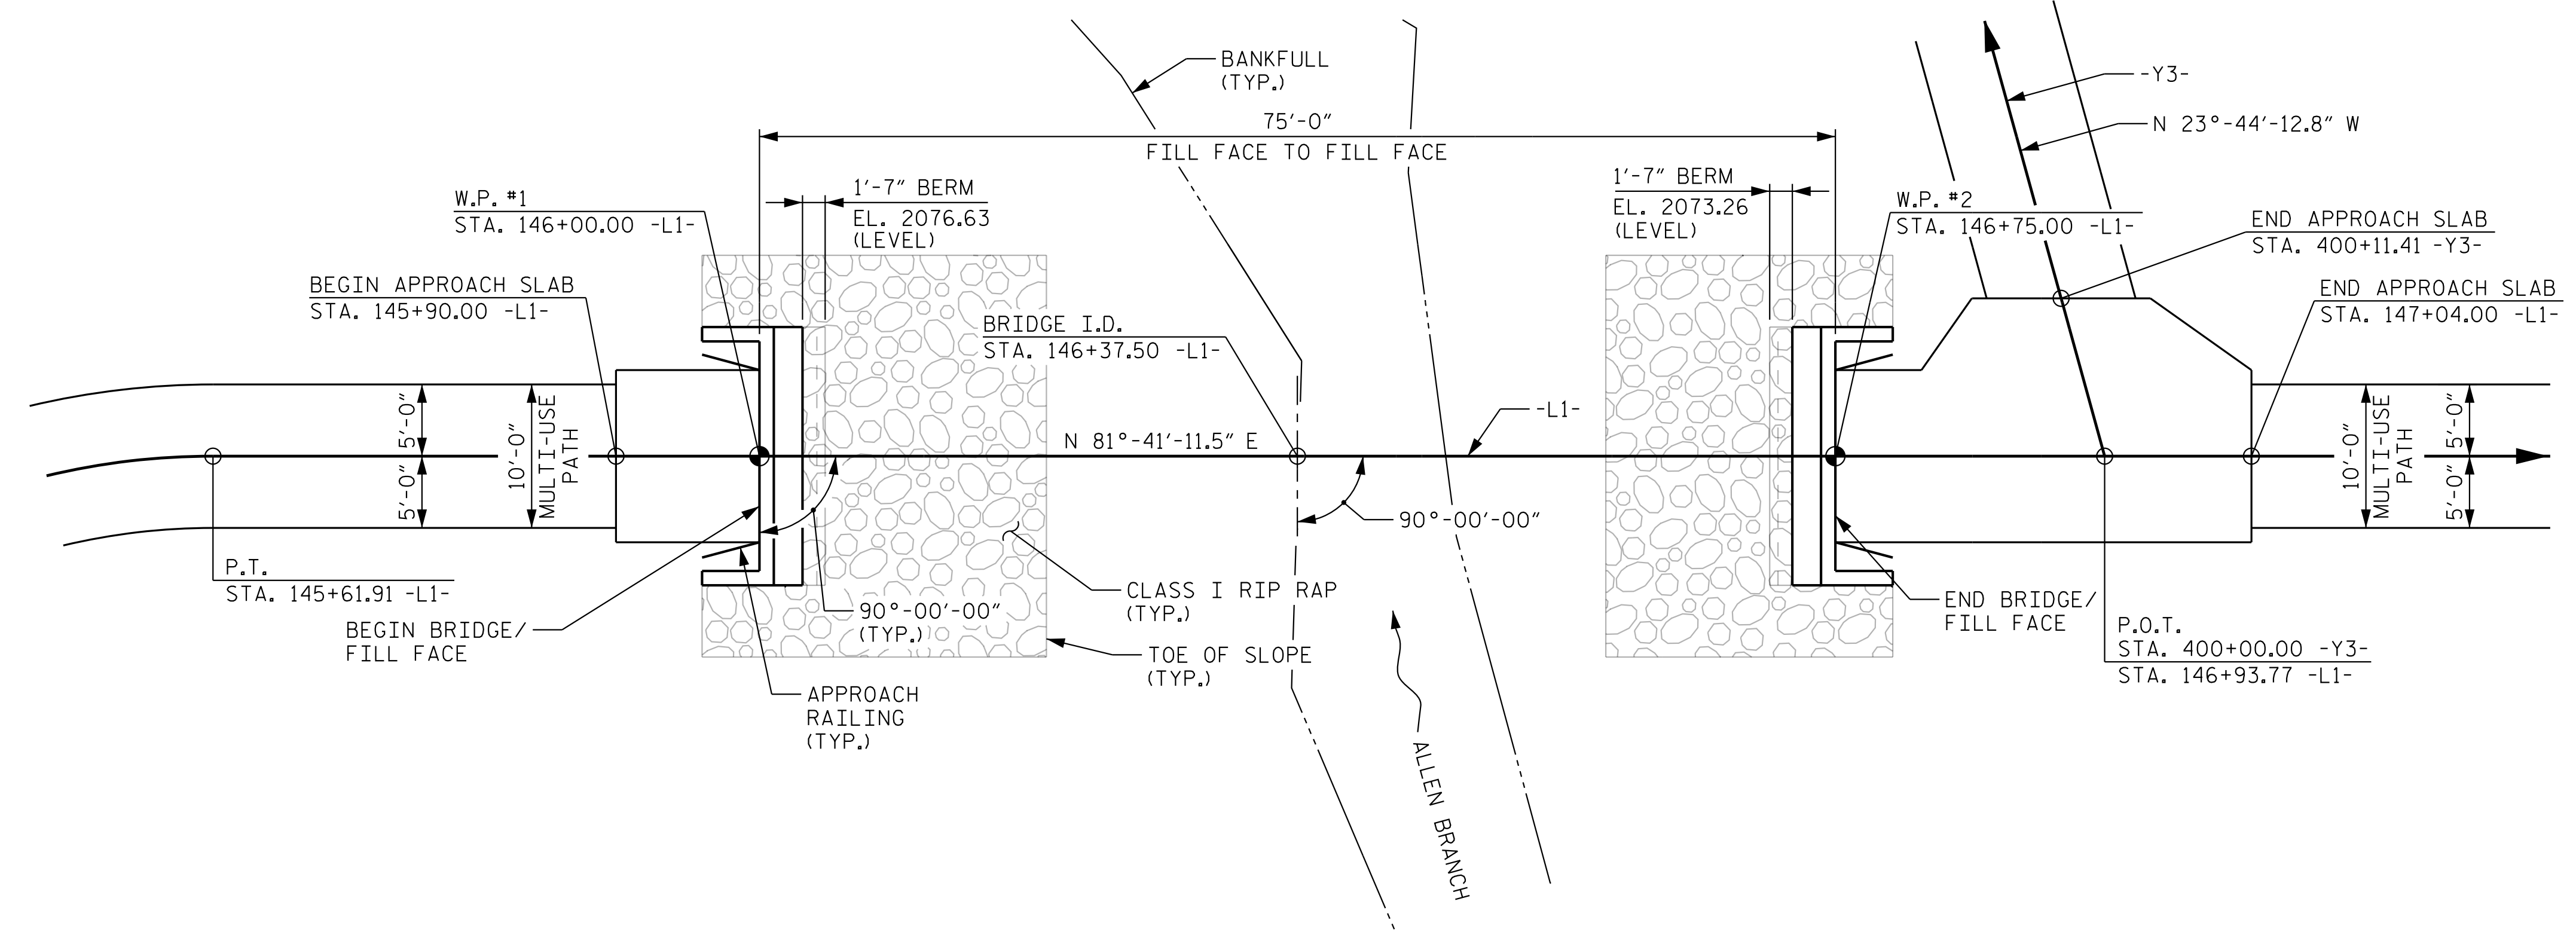 BANKFULL
(TYP.)
-Y3-
75'-0"
N 23°-44'-12.8" W
FILL FACE TO FILL FACE
W.P. #1
STA. 146+00.00 -L1-
1'-7" BERM
EL. 2076.63
(LEVEL)
1'-7" BERM
EL. 2073.26
(LEVEL)
W.P. #2
STA. 146+75.00 -L1-
END APPROACH SLAB
STA. 400+11.41 -Y3-
BEGIN APPROACH SLAB
STA. 145+90.00 -L1-
END APPROACH SLAB
STA. 147+04.00 -L1-
BRIDGE I.D.
STA. 146+37.50 -L1-
5'-0"
5'-0"
10'-0"
MULTI-USE
PATH
N 81°-41'-11.5" E
-L1-
10'-0"
MULTI-USE
PATH
5'-0"
5'-0"
90°-00'-00"
P.T.
STA. 145+61.91 -L1-
BEGIN BRIDGE/
FILL FACE
90°-00'-00"
(TYP.)
CLASS I RIP RAP
(TYP.)
TOE OF SLOPE
(TYP.)
END BRIDGE/
FILL FACE
P.O.T.
STA. 400+00.00 -Y3-
STA. 146+93.77 -L1-
APPROACH
RAILING
(TYP.)
ALLEN BRANCH